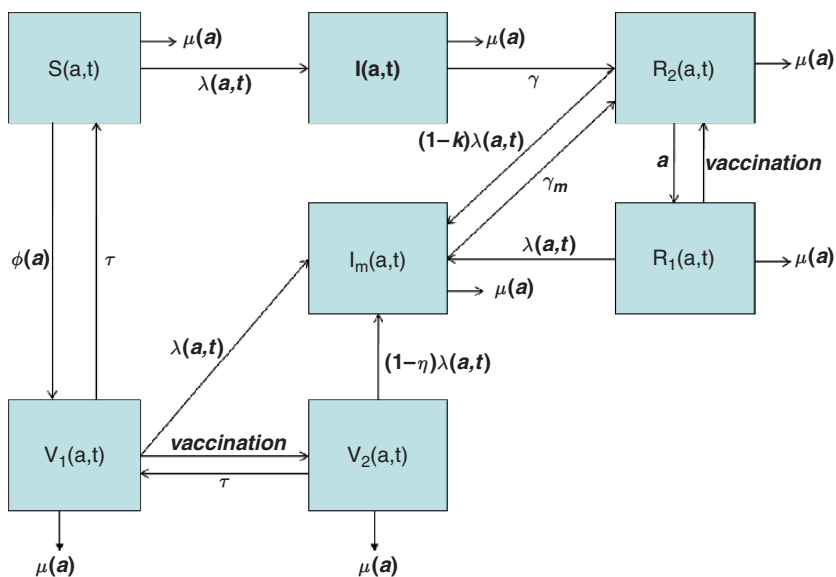 S(a,t)
μ(a)
λ(a,t)
I(a,t)
μ(a)
γ
R₂(a,t)
μ(a)
(1–k)λ(a,t)
γₘ
a
vaccination
ϕ(a)
τ
Iₘ(a,t)
λ(a,t)
R₁(a,t)
μ(a)
μ(a)
λ(a,t)
(1–η)λ(a,t)
V₁(a,t)
vaccination
τ
V₂(a,t)
μ(a)
μ(a)